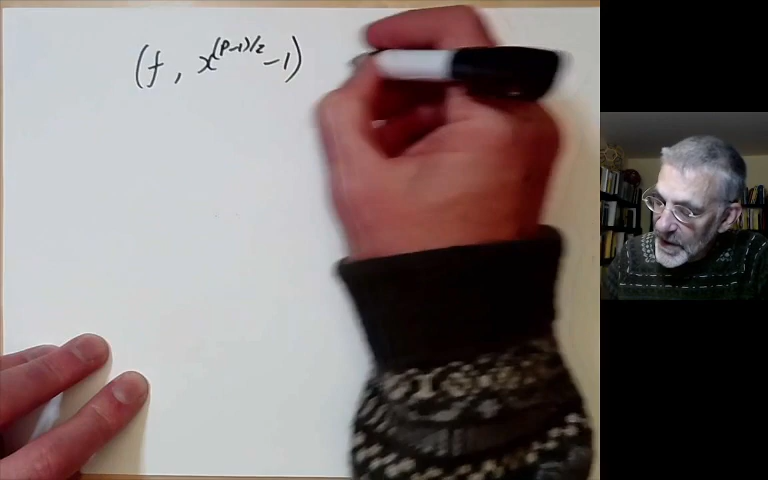 (f, x^{(p-1)/2} - 1)